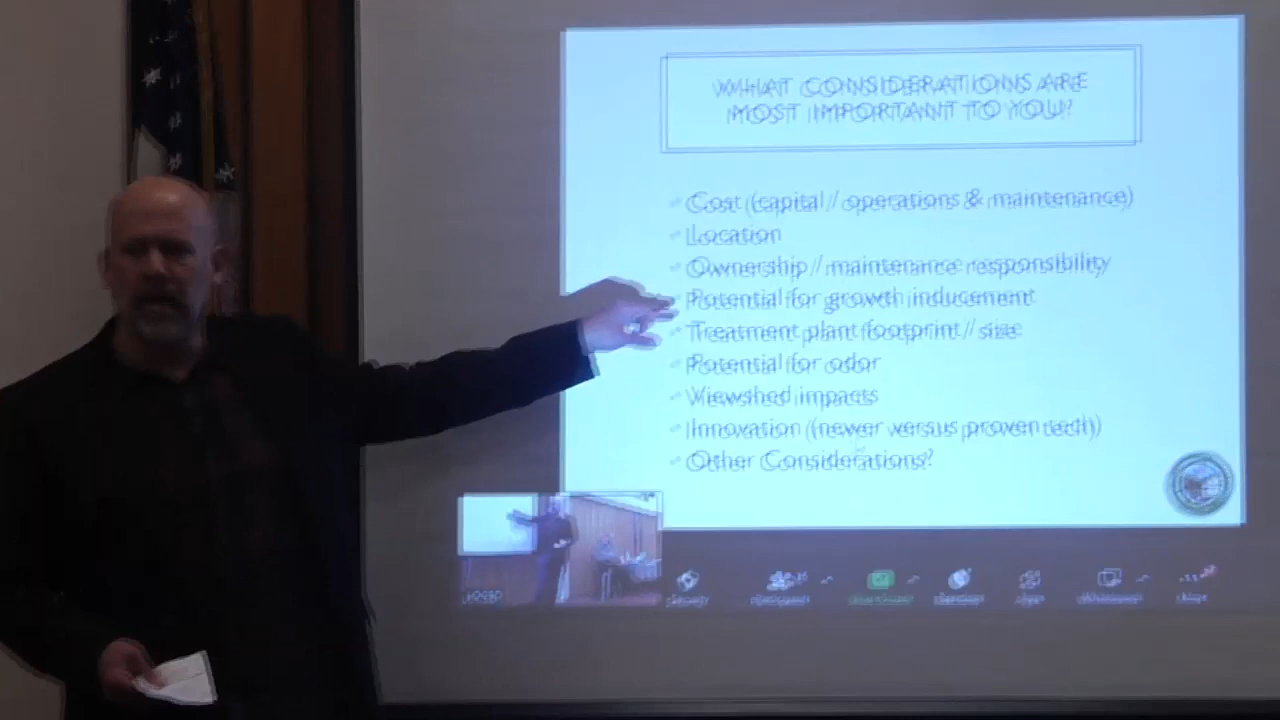 WHAT CONSIDERATIONS ARE
MOST IMPORTANT TO YOU?
Cost (capital / operations & maintenance)
Location
Ownership / maintenance responsibility
Potential for growth inducement
Treatment plant footprint / size
Potential for odor
Viewshed impacts
Innovation (newer versus proven tech)
Other Considerations?
Security